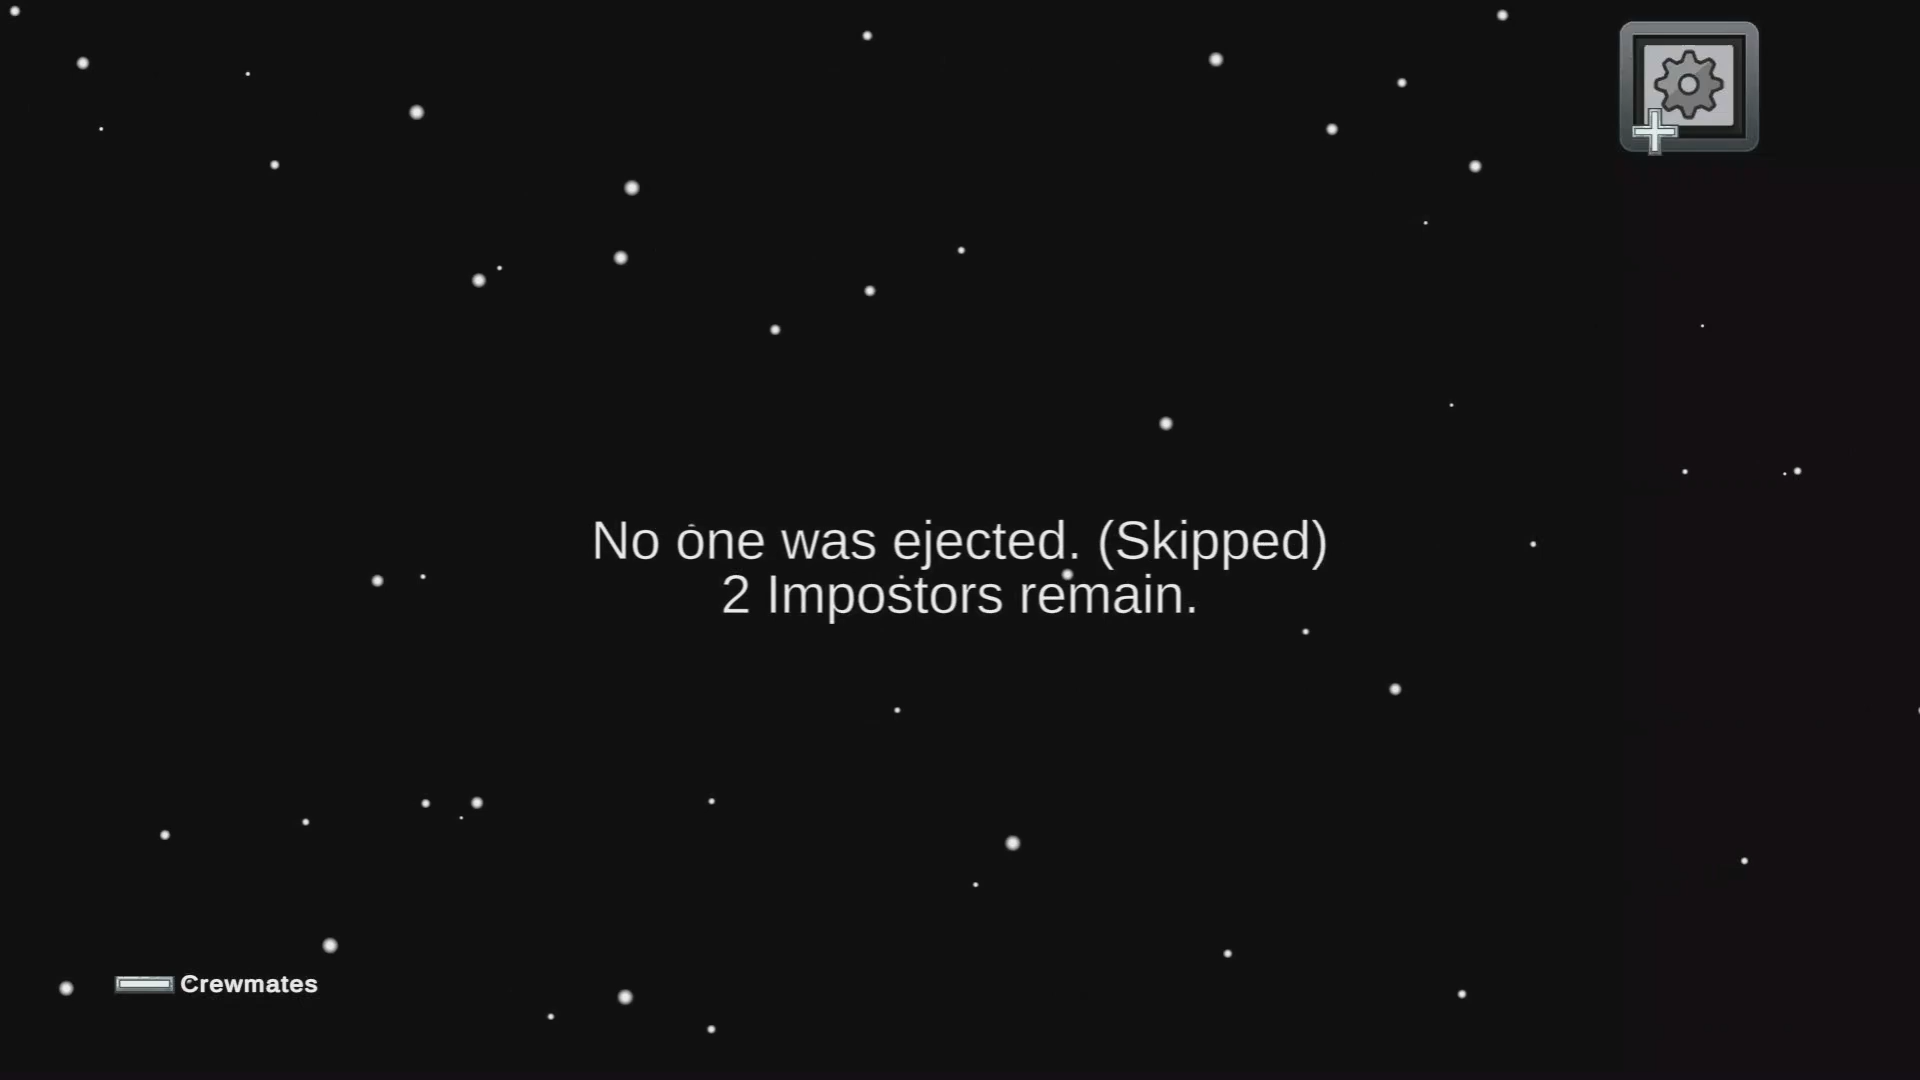 No one was ejected. (Skipped)
2 Impostors remain.
Crewmates